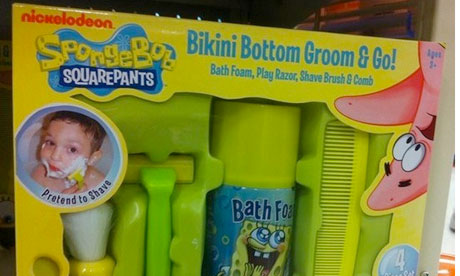 nickelodeon
SpongeBob
SQUAREPANTS
Bikini Bottom Groom & Go!
Bath Foam, Play Razor, Shave Brush & Comb
Ages
3+
Pretend to Shave
Bath Foam
4